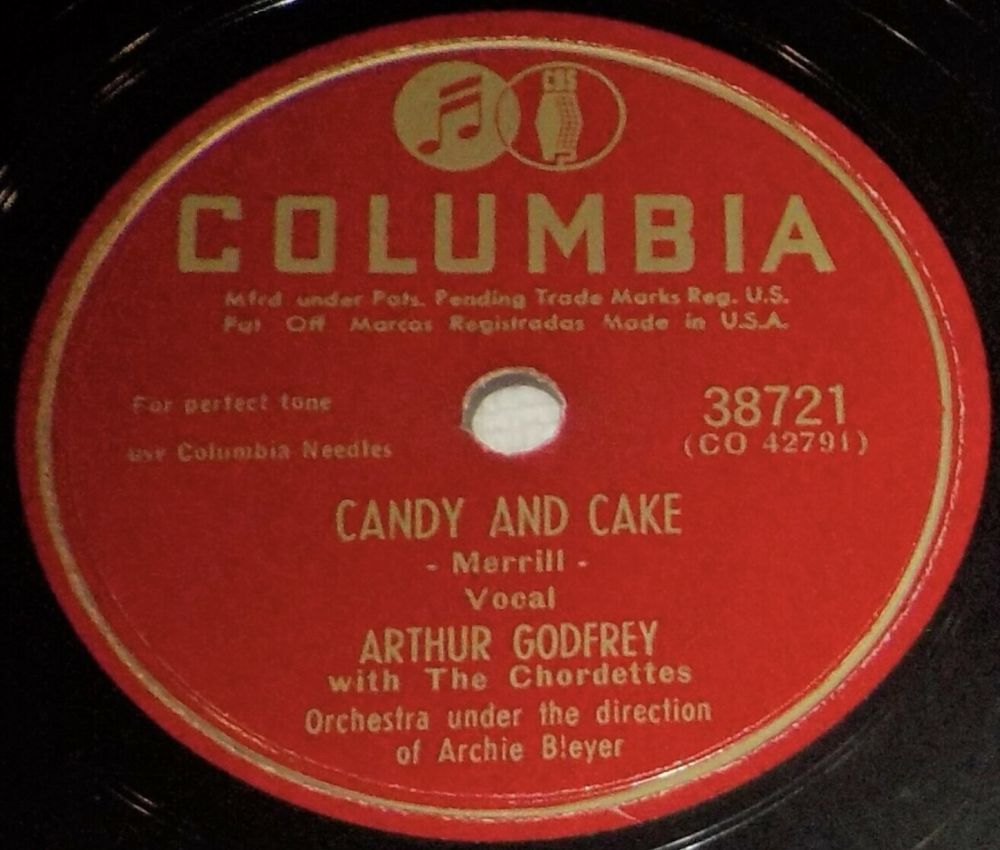 CBS
COLUMBIA
Mfrd under Pats. Pending Trade Marks Reg. U.S.
Pat Off Marcas Registradas Made in U.S.A.
For perfect tone
use Columbia Needles
38721
(CO 42791)
CANDY AND CAKE
- Merrill -
Vocal
ARTHUR GODFREY
with The Chordettes
Orchestra under the direction
of Archie Bleyer